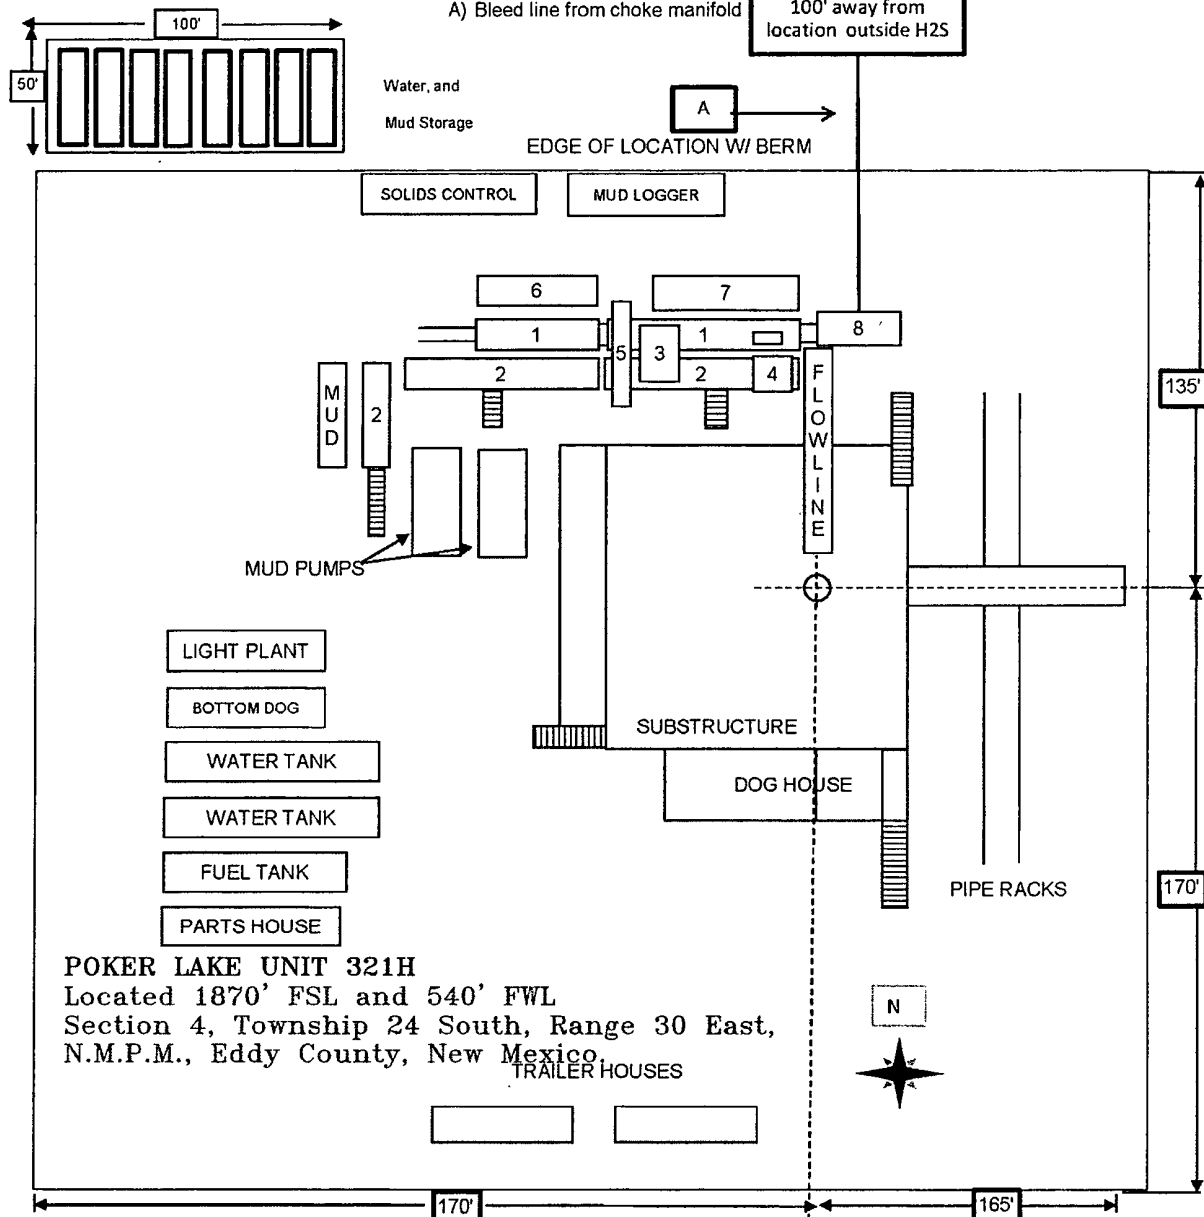 A) Bleed line from choke manifold
100' away from
location outside H2S
100'
50'
Water, and
Mud Storage
A
EDGE OF LOCATION W/ BERM
SOLIDS CONTROL
MUD LOGGER
6
7
1
1
8
5
3
2
2
4
MUD
2
FLOWLINE
135'
MUD PUMPS
LIGHT PLANT
BOTTOM DOG
WATER TANK
WATER TANK
FUEL TANK
PARTS HOUSE
SUBSTRUCTURE
DOG HOUSE
PIPE RACKS
170'
POKER LAKE UNIT 321H
Located 1870' FSL and 540' FWL
Section 4, Township 24 South, Range 30 East,
N.M.P.M., Eddy County, New Mexico.
TRAILER HOUSES
N
170'
165'